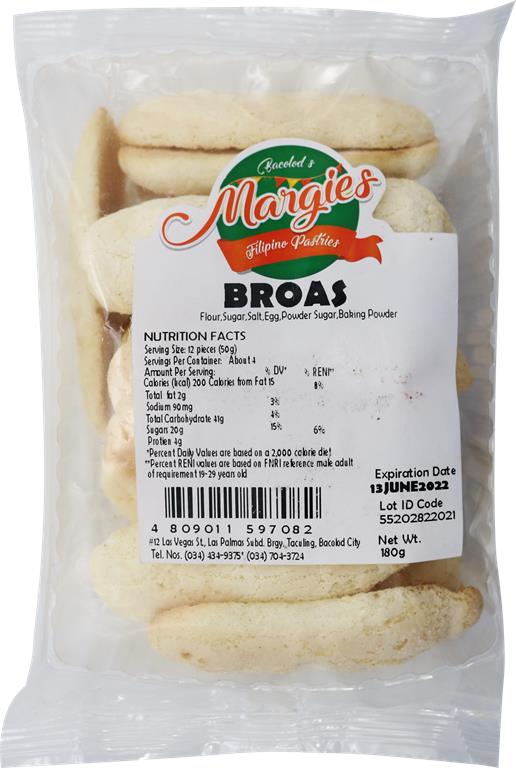 Bacolod's
Margies
Filipino Pastries
BROAS
Flour,Sugar,Salt,Egg,Powder Sugar,Baking Powder
NUTRITION FACTS
Serving Size: 12 pieces (50g)
Servings Per Container: About 4
Amount Per Serving: % DV* % RENI**
Calories (kcal) 200 Calories from Fat 15 8%
Total fat 2g 3%
Sodium 90mg 4%
Total Carbohydrate 41g 15% 6%
Sugars 20g
Protien 4g
*Percent Daily Values are based on a 2,000 calorie diet
**Percent RENI values are based on FNRI reference male adult
of requirement 19-29 years old
Expiration Date
13JUNE2022
Lot ID Code
55202822021
Net Wt.
180g
4 809011 597082
#12 Las Vegas St., Las Palmas Subd. Brgy. Taculing, Bacolod City
Tel. Nos. (034) 434-9375* (034) 704-3724